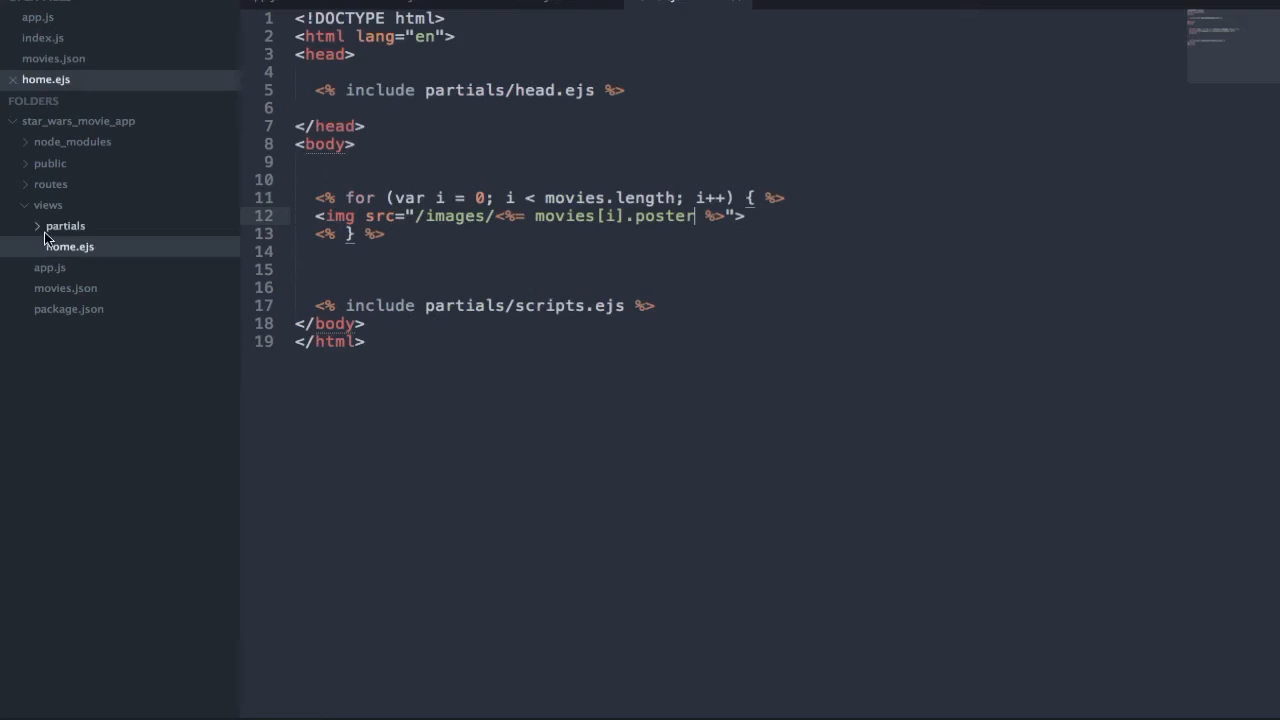 app.js
index.js
movies.json
home.ejs
FOLDERS
star_wars_movie_app
node_modules
public
routes
views
partials
home.ejs
app.js
movies.json
package.json
1 <!DOCTYPE html>
2 <html lang="en">
3 <head>
4
5 <% include partials/head.ejs %>
6
7 </head>
8 <body>
9
10
11 <% for (var i = 0; i < movies.length; i++) { %>
12 <img src="/images/<%= movies[i].poster %>">
13 <% } %>
14
15
16
17 <% include partials/scripts.ejs %>
18 </body>
19 </html>